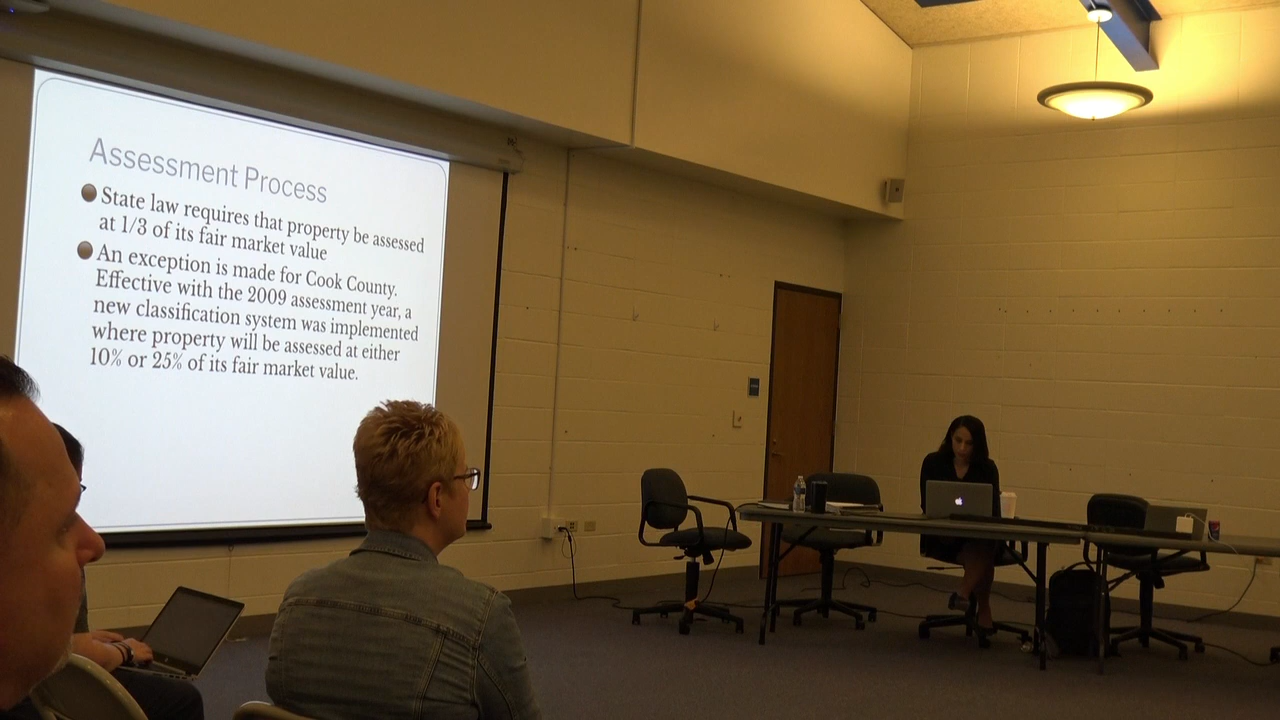 Assessment Process
State law requires that property be assessed
at 1/3 of its fair market value
An exception is made for Cook County.
Effective with the 2009 assessment year, a
new classification system was implemented
where property will be assessed at either
10% or 25% of its fair market value.